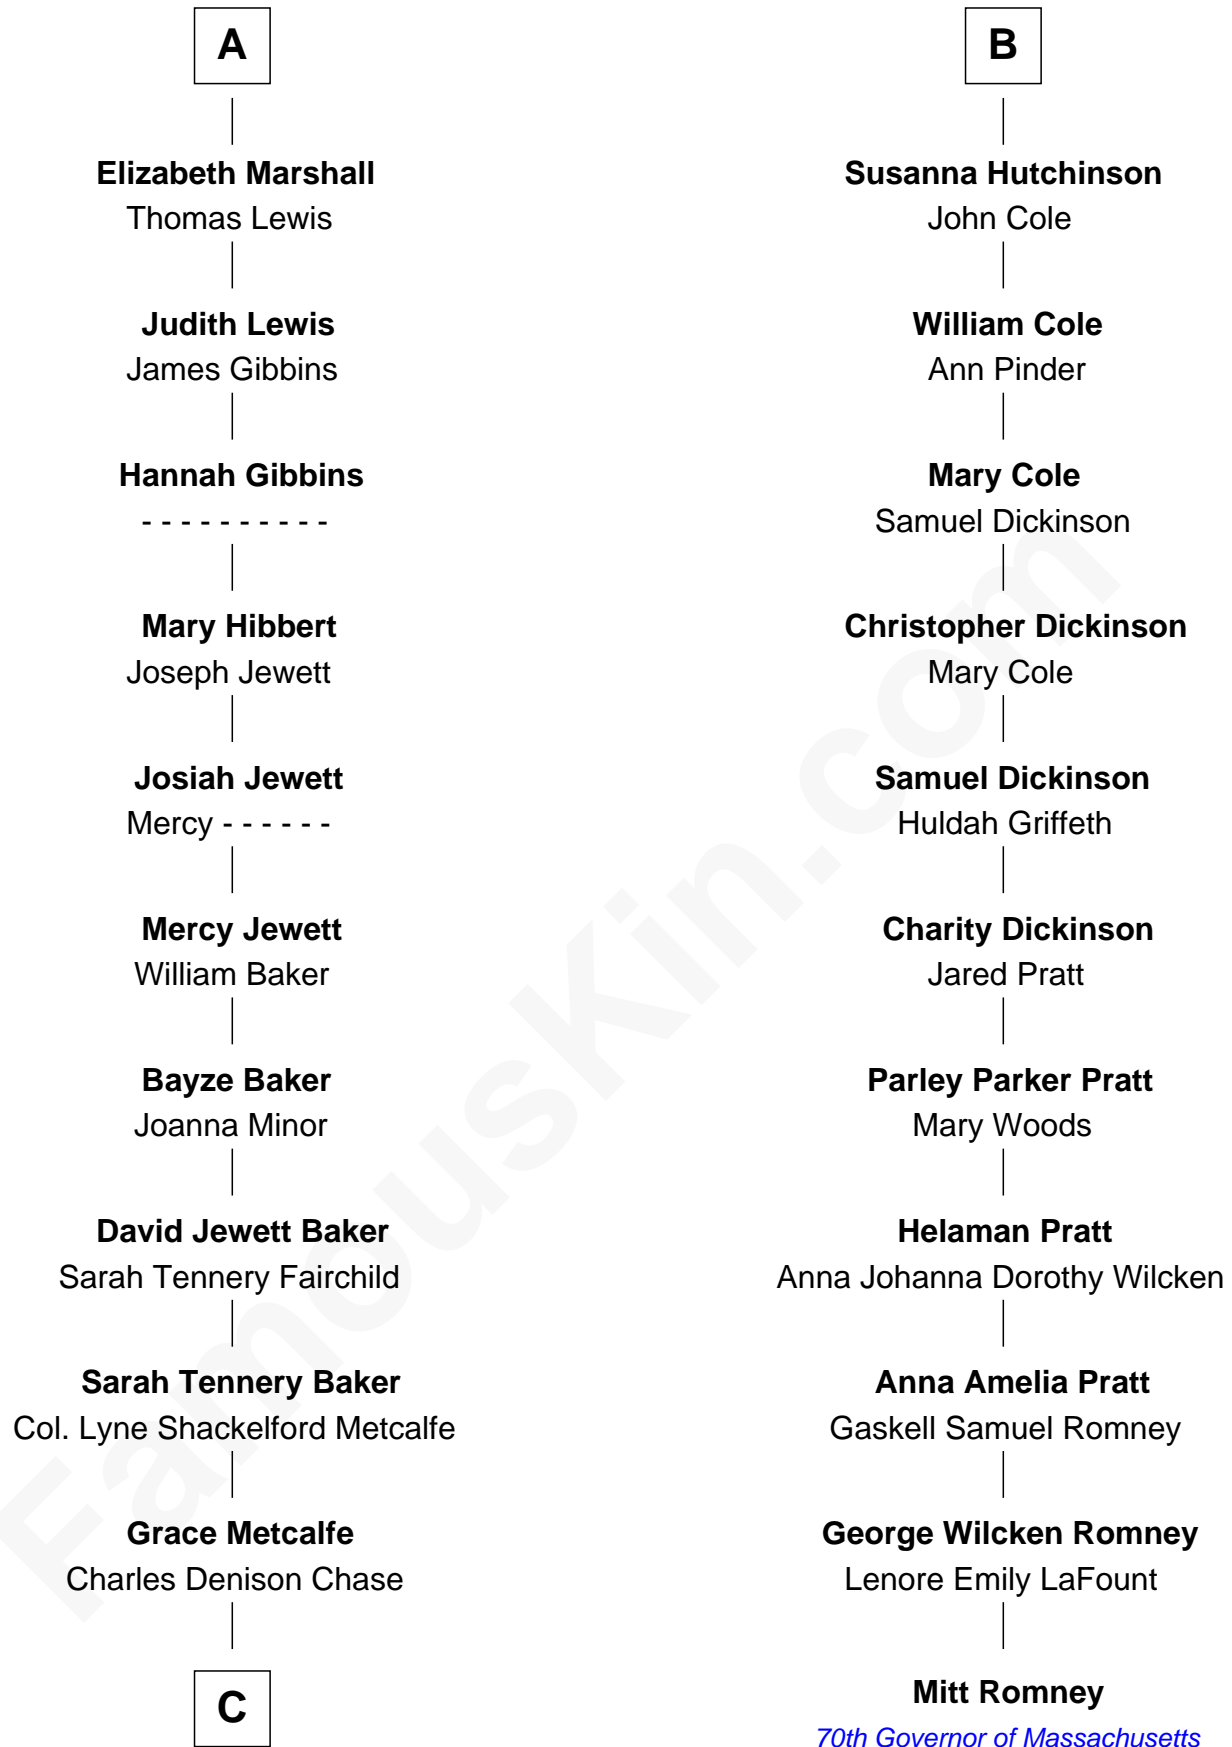 A
Elizabeth Marshall
Thomas Lewis
Judith Lewis
James Gibbins
Hannah Gibbins
- - - - - - - - - -
Mary Hibbert
Joseph Jewett
Josiah Jewett
Mercy - - - - - -
Mercy Jewett
William Baker
Bayze Baker
Joanna Minor
David Jewett Baker
Sarah Tennery Fairchild
Sarah Tennery Baker
Col. Lyne Shackelford Metcalfe
Grace Metcalfe
Charles Denison Chase
C
B
Susanna Hutchinson
John Cole
William Cole
Ann Pinder
Mary Cole
Samuel Dickinson
Christopher Dickinson
Mary Cole
Samuel Dickinson
Huldah Griffeth
Charity Dickinson
Jared Pratt
Parley Parker Pratt
Mary Woods
Helaman Pratt
Anna Johanna Dorothy Wilcken
Anna Amelia Pratt
Gaskell Samuel Romney
George Wilcken Romney
Lenore Emily LaFount
Mitt Romney
70th Governor of Massachusetts
FamousKin.com